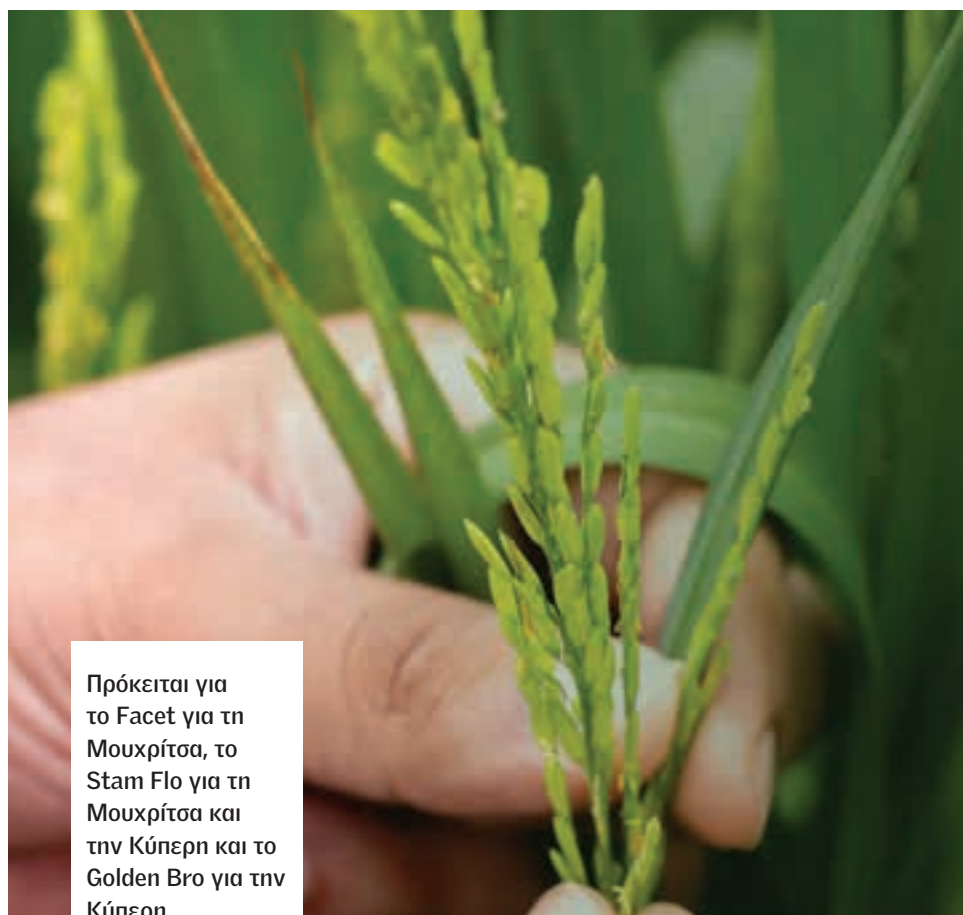 Πρόκειται για
το Facet για τη
Μουχρίτσα, το
Stam Flo για τη
Μουχρίτσα και
την Κύπερη και το
Golden Bro για την
Κύπερη